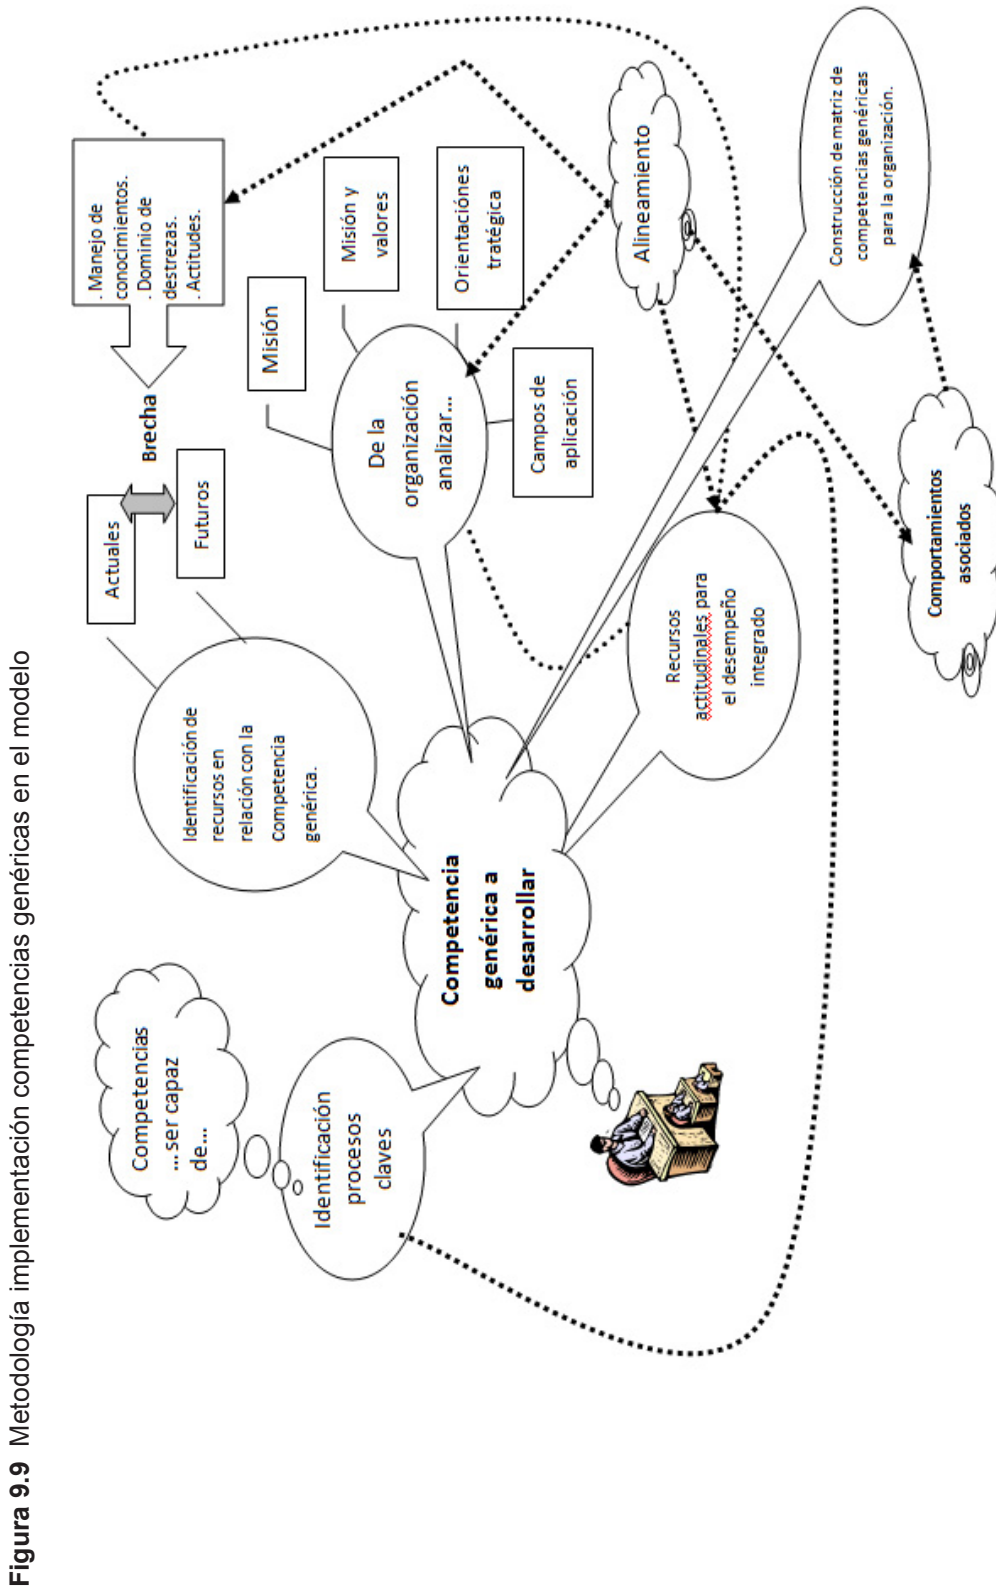 Figura 9.9 Metodología implementación competencias genéricas en el modelo
Competencias
...ser capaz
de...
Identificación
procesos
claves
Identificación de
recursos en
relación con la
Competencia
genérica.
Actuales
Futuros
Brecha
. Manejo de
conocimientos.
. Dominio de
destrezas.
. Actitudes.
Misión
Misión y
valores
Orientaciónes
tratégica
Campos de
aplicación
De la
organización
analizar...
Competencia
genérica a
desarrollar
Alineamiento
Recursos
actitudinales para
el desempeño
integrado
Construcción de matriz de
competencias genéricas
para la organización.
Comportamientos
asociados